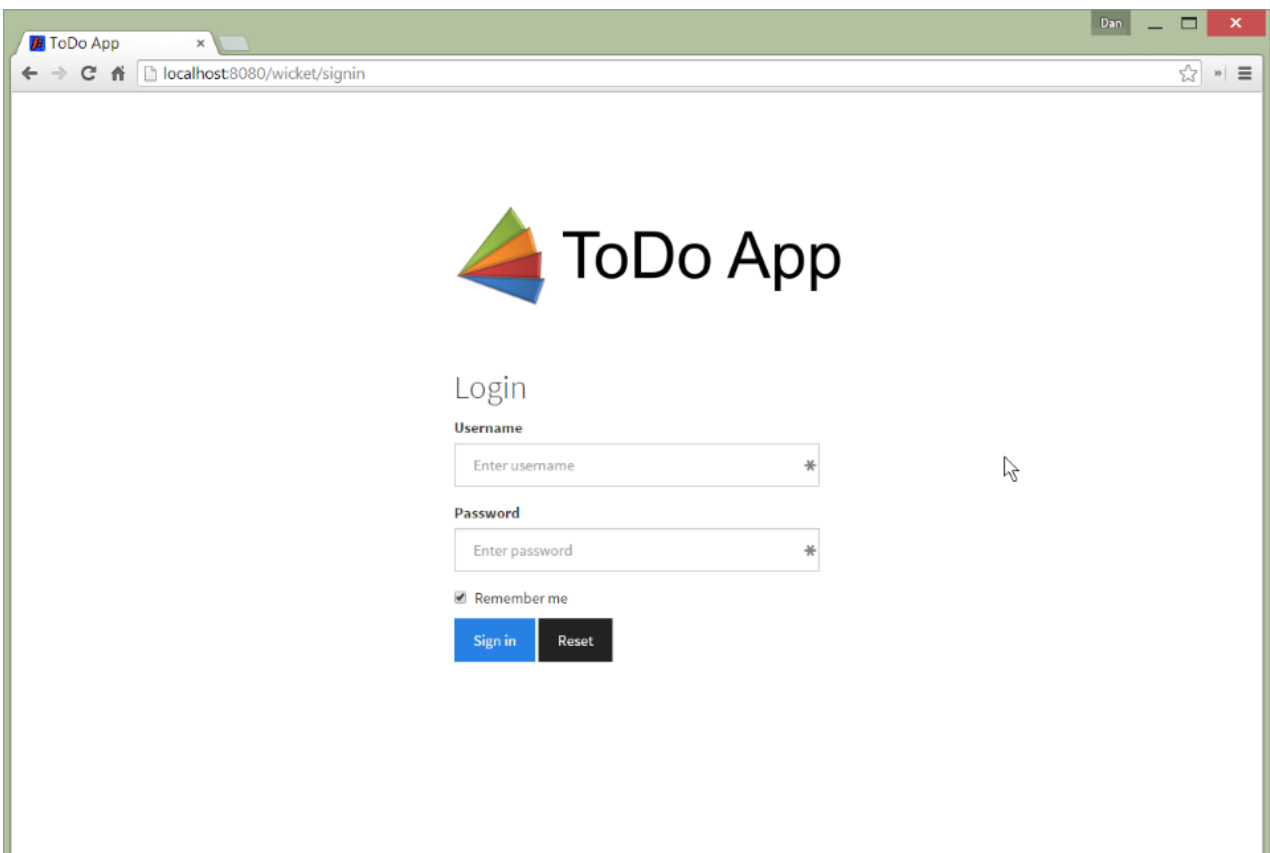 Dan
ToDo App
localhost:8080/wicket/signin
ToDo App
Login
Username
Enter username
Password
Enter password
Remember me
Sign in Reset